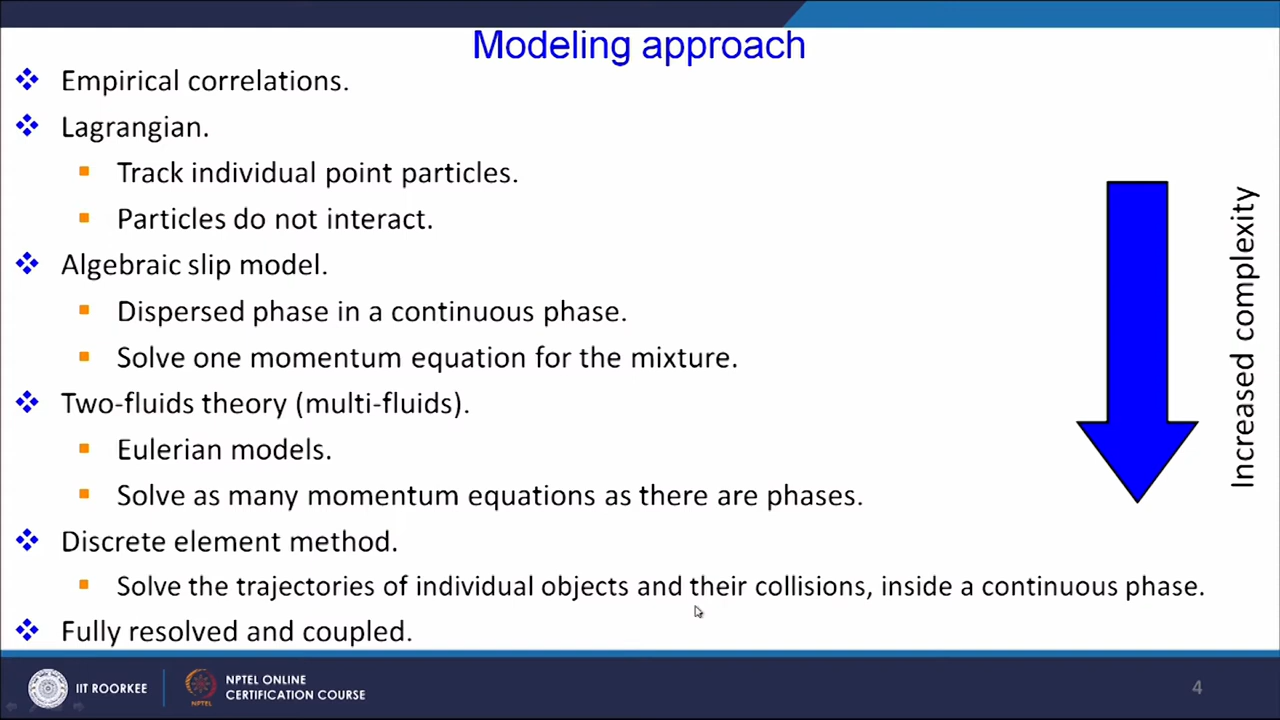 Modeling approach
Empirical correlations.
Lagrangian.
Track individual point particles.
Particles do not interact.
Algebraic slip model.
Dispersed phase in a continuous phase.
Solve one momentum equation for the mixture.
Two-fluids theory (multi-fluids).
Eulerian models.
Solve as many momentum equations as there are phases.
Discrete element method.
Solve the trajectories of individual objects and their collisions, inside a continuous phase.
Fully resolved and coupled.
Increased complexity
IIT ROORKEE
NPTEL
NPTEL ONLINE
CERTIFICATION COURSE
4